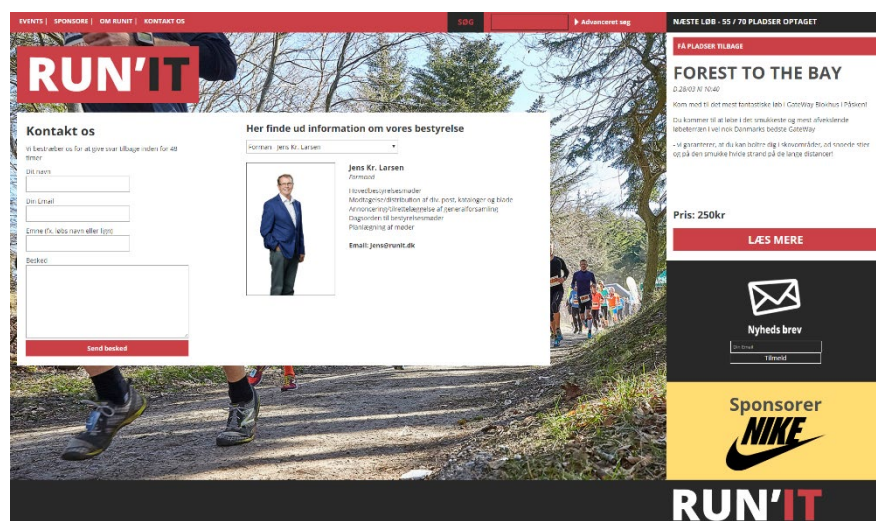 EVENTS | SPONSORE | OM RUNIT | KONTAKT OS
SØG
Advanceret søg
RUN'IT
Kontakt os
Vi bestræber os for at give svar tilbage inden for 48
timer
Dit navn
Din Email
Emne (fx. løbs navn eller lign)
Besked
Send besked
Her finde ud information om vores bestyrelse
Forman Jens Kr. Larsen
Jens Kr. Larsen
Formand
Hovedbestyrelsesmøder
Modtagelse/distribution af div. post, kataloger og blade
Annoncering/tilrettelæggelse af generalforsamling
Dagsorden til bestyrelsesmøder
Planlægning af møder
Email: Jens@runit.dk
NÆSTE LØB - 55 / 70 PLADSER OPTAGET
FÅ PLADSER TILBAGE
FOREST TO THE BAY
D.28/03 kl 10:40
Kom med til det mest fantastiske løb i GateWay Blokhus i Påsken!
Du kommer til at løbe i det smukkeste og mest afvekslende
løbeterræn i vel nok Danmarks bedste GateWay
- vi garanterer, at du kan boltre dig i skovområder, ad snoede stier
og på den smukke hvide strand på de lange distancer!
Pris: 250kr
LÆS MERE
Nyheds brev
Din Email
Tilmeld
Sponsorer
NIKE
RUN'IT